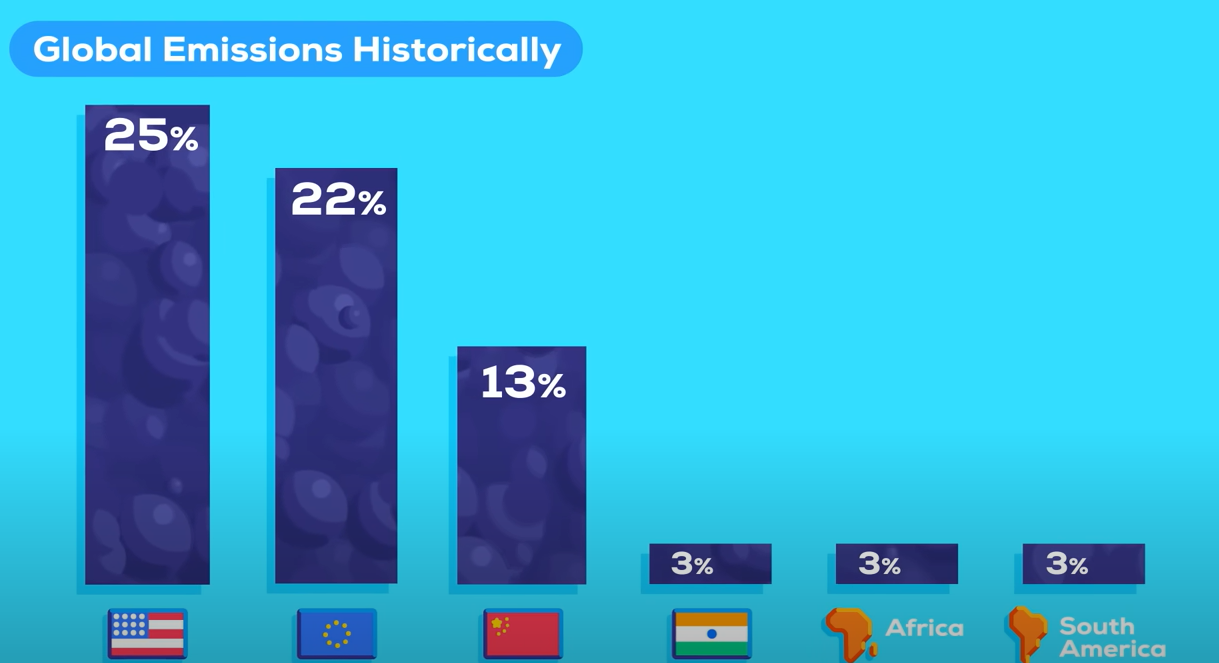 Global Emissions Historically
25%
22%
13%
3%
3%
3%
Africa
South
America